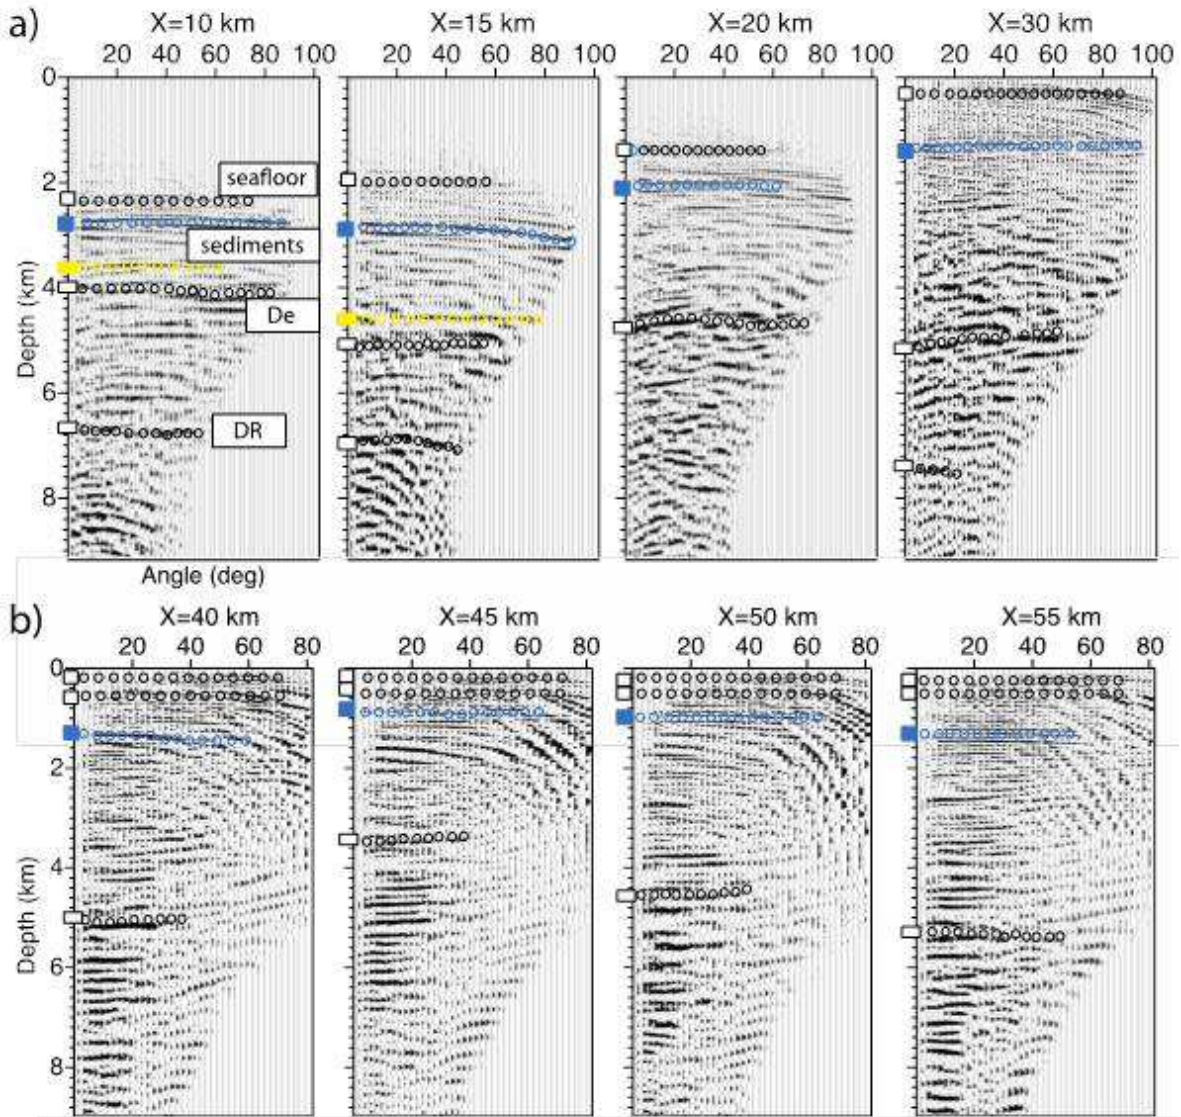 a)
X=10 km
X=15 km
X=20 km
X=30 km
20 40 60 80 100
20 40 60 80 100
20 40 60 80 100
20 40 60 80 100
0
2
4
6
8
Depth (km)
seafloor
sediments
De
DR
Angle (deg)
b)
X=40 km
X=45 km
X=50 km
X=55 km
20 40 60 80
20 40 60 80
20 40 60 80
20 40 60 80
0
2
4
6
8
Depth (km)